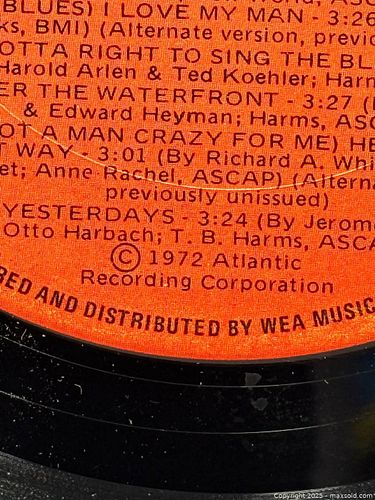 BLUES) I LOVE MY MAN - 3:26
ks, BMI) (Alternate version, previo
OTTA RIGHT TO SING THE BL
Harold Arlen & Ted Koehler; Harm
ER THE WATERFRONT - 3:27 (
& Edward Heyman; Harms, ASC
OT A MAN CRAZY FOR ME) HE
T WAY - 3:01 (By Richard A. Whi
et; Anne Rachel, ASCAP) (Alterna
previously unissued)
YESTERDAYS - 3:24 (By Jerom
Otto Harbach; T. B. Harms, ASCA
© 1972 Atlantic
Recording Corporation
RED AND DISTRIBUTED BY WEA MUSIC
Copyright 2025 - maxsold.com